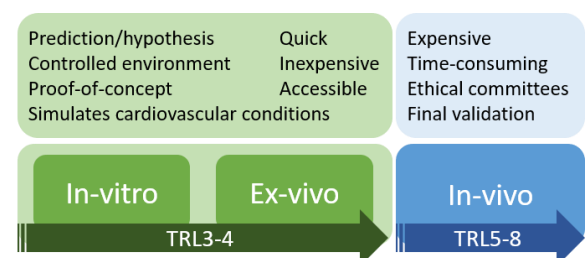 Prediction/hypothesis Quick
Controlled environment Inexpensive
Proof-of-concept Accessible
Simulates cardiovascular conditions
Expensive
Time-consuming
Ethical committees
Final validation
In-vitro Ex-vivo In-vivo
TRL3-4 TRL5-8